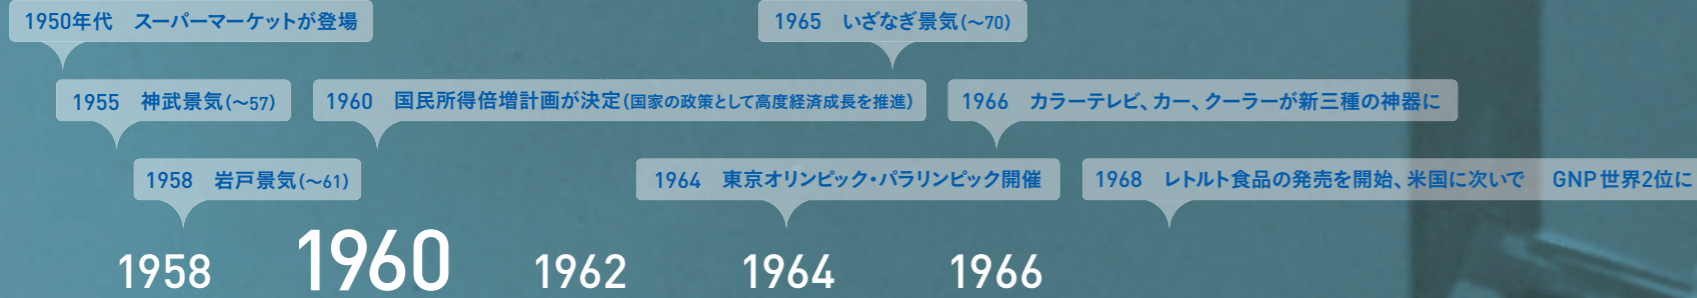 1950年代　スーパーマーケットが登場
1965　いざなぎ景気(〜70)
1955　神武景気(〜57)
1960　国民所得倍増計画が決定(国家の政策として高度経済成長を推進)
1966　カラーテレビ、カー、クーラーが新三種の神器に
1958　岩戸景気(〜61)
1964　東京オリンピック・パラリンピック開催
1968　レトルト食品の発売を開始、米国に次いで　GNP世界2位に
1958 1960 1962 1964 1966